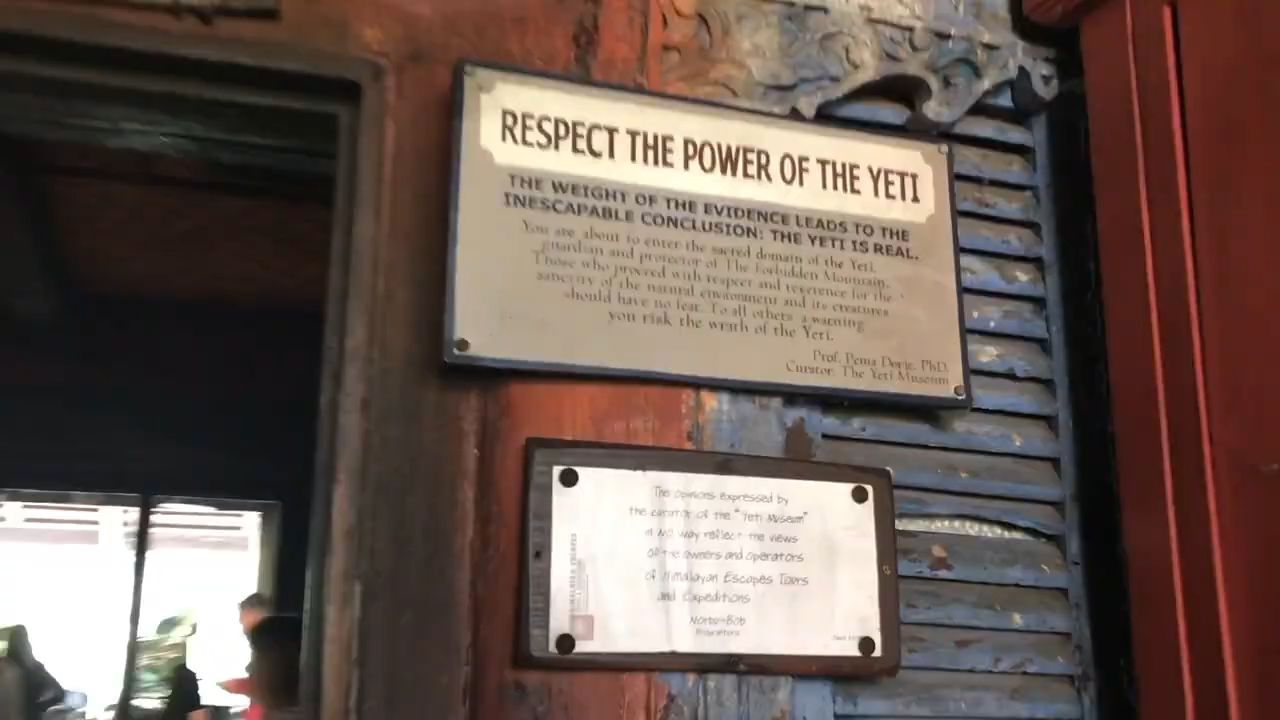 RESPECT THE POWER OF THE YETI
THE WEIGHT OF THE EVIDENCE LEADS TO THE
INESCAPABLE CONCLUSION: THE YETI IS REAL.
You are about to enter the sacred domain of the Yeti,
guardian and protector of The Forbidden Mountain.
Those who proceed with respect and reverence for the
sanctity of the natural environment and its creatures
should have no fear. To all others a warning
you risk the wrath of the Yeti.
Prof. Pema Dorje, PhD.
Curator: The Yeti Museum
The opinions expressed by
the curator of the "Yeti Museum"
in no way reflect the views
of the owners and operators
of Himalayan Escapes Tours
and Expeditions
Norbu-Bob
Proprietors